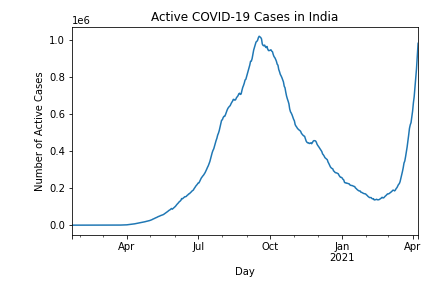 Active COVID-19 Cases in India
1e6
1.0
0.8
0.6
0.4
0.2
0.0
Number of Active Cases
Apr
Jul
Oct
Jan
2021
Apr
Day